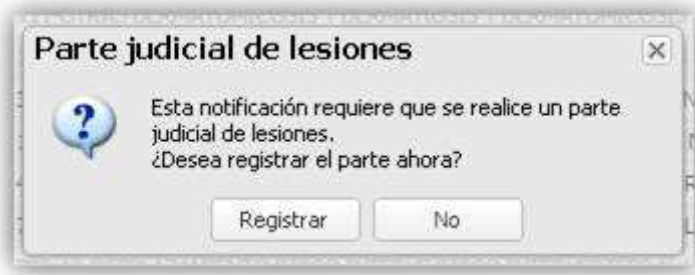 Parte judicial de lesiones
Esta notificación requiere que se realice un parte
judicial de lesiones.
¿Desea registrar el parte ahora?
Registrar No